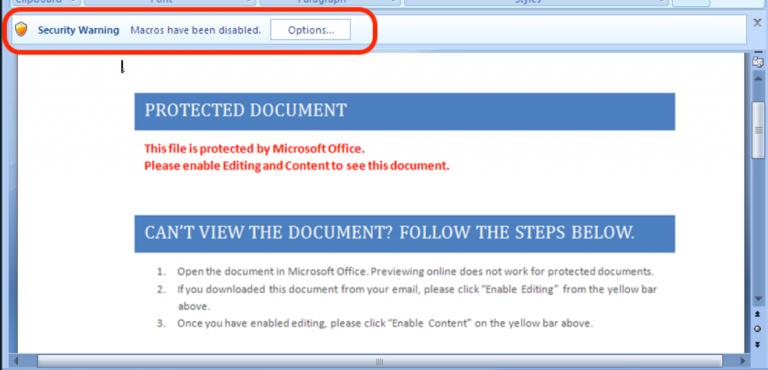 Clipboard Font Paragraph Styles
Security Warning Macros have been disabled. Options...
PROTECTED DOCUMENT
This file is protected by Microsoft Office.
Please enable Editing and Content to see this document.
CAN'T VIEW THE DOCUMENT? FOLLOW THE STEPS BELOW.
1. Open the document in Microsoft Office. Previewing online does not work for protected documents.
2. If you downloaded this document from your email, please click "Enable Editing" from the yellow bar
above.
3. Once you have enabled editing, please click "Enable Content" on the yellow bar above.